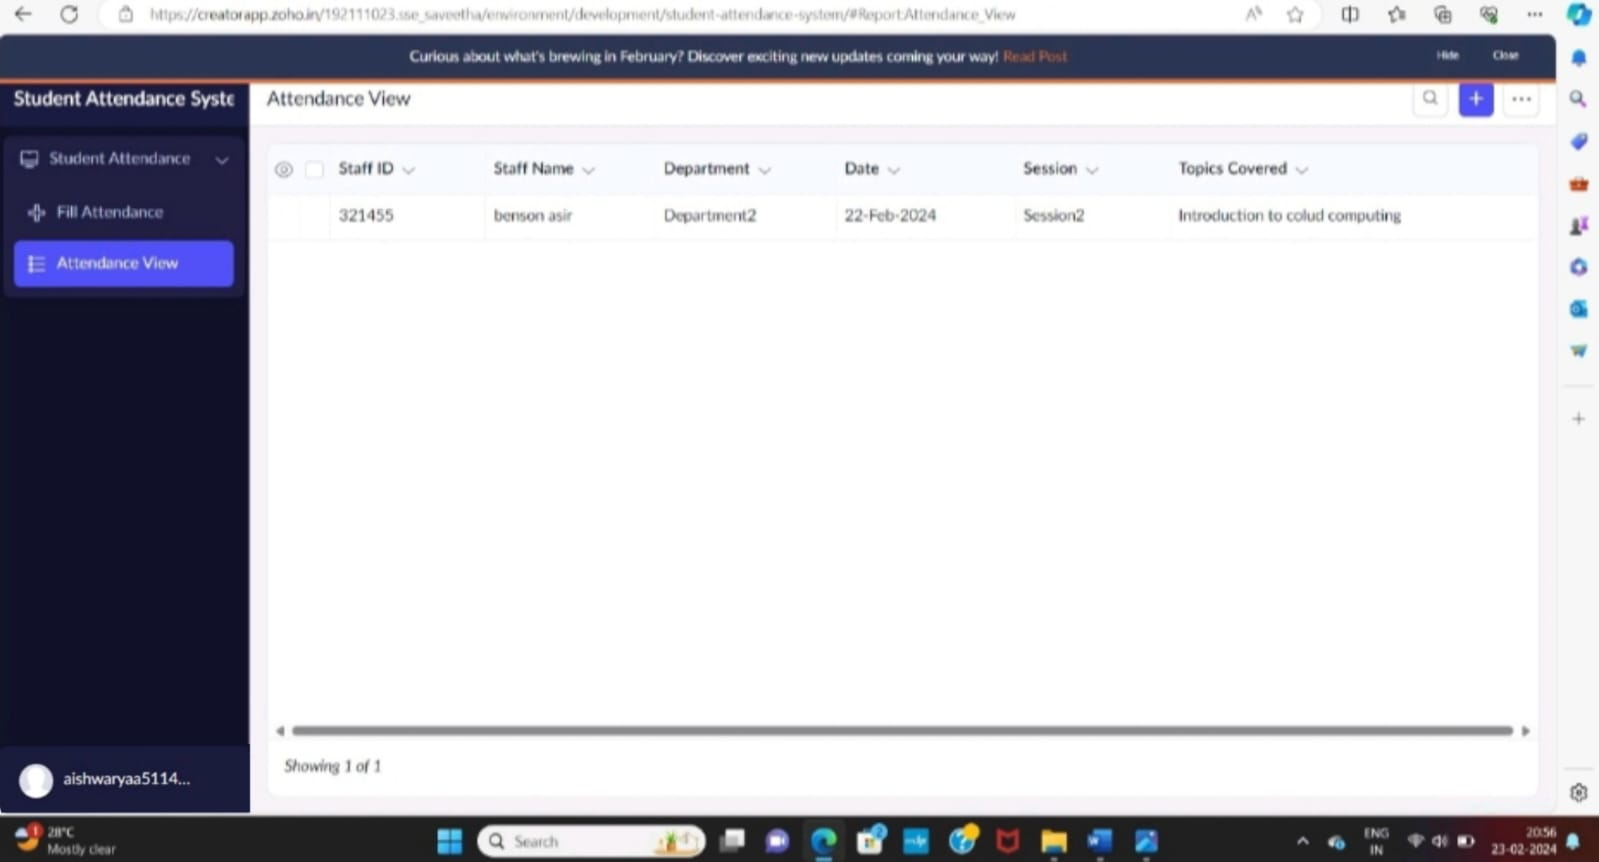 https://creatorapp.zoho.in/192111023.sse_saveetha/environment/development/student-attendance-system/#Report:Attendance_View
Curious about what's brewing in February? Discover exciting new updates coming your way! Read Post
Hide Close
Student Attendance Syste
Attendance View
Student Attendance
Fill Attendance
Attendance View
Staff ID Staff Name Department Date Session Topics Covered
321455 benson asir Department2 22-Feb-2024 Session2 Introduction to colud computing
Showing 1 of 1
aishwaryaa5114...
1
28°C
Mostly clear
Search
ENG
IN
20:56
23-02-2024